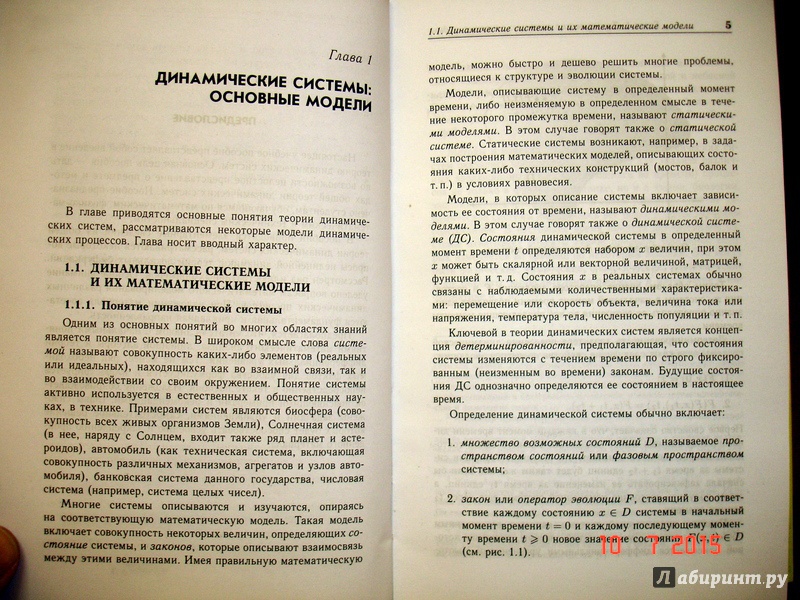 Глава 1
ДИНАМИЧЕСКИЕ СИСТЕМЫ:
ОСНОВНЫЕ МОДЕЛИ
В главе приводятся основные понятия теории динамиче-
ских систем, рассматриваются некоторые модели динами-
ческих процессов. Глава носит вводный характер.
1.1. ДИНАМИЧЕСКИЕ СИСТЕМЫ
И ИХ МАТЕМАТИЧЕСКИЕ МОДЕЛИ
1.1.1. Понятие динамической системы
Одним из основных понятий во многих областях знаний
является понятие системы. В широком смысле слова систе-
мой называют совокупность каких-либо элементов (реальных
или идеальных), находящихся как во взаимной связи, так и
во взаимодействии со своим окружением. Понятие системы
активно используется в естественных и общественных нау-
ках, в технике. Примерами систем являются биосфера (сово-
купность всех живых организмов Земли), Солнечная система
(в нее, наряду с Солнцем, входит также ряд планет и асте-
роидов), автомобиль (как техническая система, включающая
совокупность различных механизмов, агрегатов и узлов авто-
мобиля), банковская система данного государства, числовая
система (например, система целых чисел).
Многие системы описываются и изучаются, опираясь
на соответствующую математическую модель. Такая модель
включает совокупность некоторых величин, определяющих со-
стояние системы, и законов, которые описывают взаимосвязь
между этими величинами. Имея правильную математическую
1.1. Динамические системы и их математические модели 5
модель, можно быстро и дешево решить многие проблемы,
относящиеся к структуре и эволюции системы.
Модели, описывающие систему в определенный момент
времени, либо неизменяемую в определенном смысле в тече-
ние некоторого промежутка времени, называют статически-
ми моделями. В этом случае говорят также о статической
системе. Статические системы возникают, например, в зада-
чах построения математических моделей, описывающих состо-
яния каких-либо технических конструкций (мостов, балок и
т. п.) в условиях равновесия.
Модели, в которых описание системы включает зависи-
мость ее состояния от времени, называют динамическими мо-
делями. В этом случае говорят также о динамической систе-
ме (ДС). Состояния динамической системы в определенный
момент времени t определяются набором x величин, при этом
x может быть скалярной или векторной величиной, матрицей,
функцией и т. д. Состояния x в реальных системах обычно
связаны с наблюдаемыми количественными характеристика-
ми: перемещение или скорость объекта, величина тока или
напряжения, температура тела, численность популяции и т. п.
Ключевой в теории динамических систем является концеп-
ция детерминированности, предполагающая, что состояния
системы изменяются с течением времени по строго фиксиро-
ванным (неизменным во времени) законам. Будущие состоя-
ния ДС однозначно определяются ее состоянием в настоящее
время.
Определение динамической системы обычно включает:
1. множество возможных состояний D, называемое про-
странством состояний или фазовым пространством
системы;
2. закон или оператор эволюции F, ставящий в соответ-
ствие каждому состоянию x ∈ D системы в начальный
момент времени t = 0 и каждому последующему момен-
ту времени t ⩾ 0 новое значение состояния F(x, t) ∈ D
(см. рис. 1.1).
10 7 2015
Лабиринт.ру